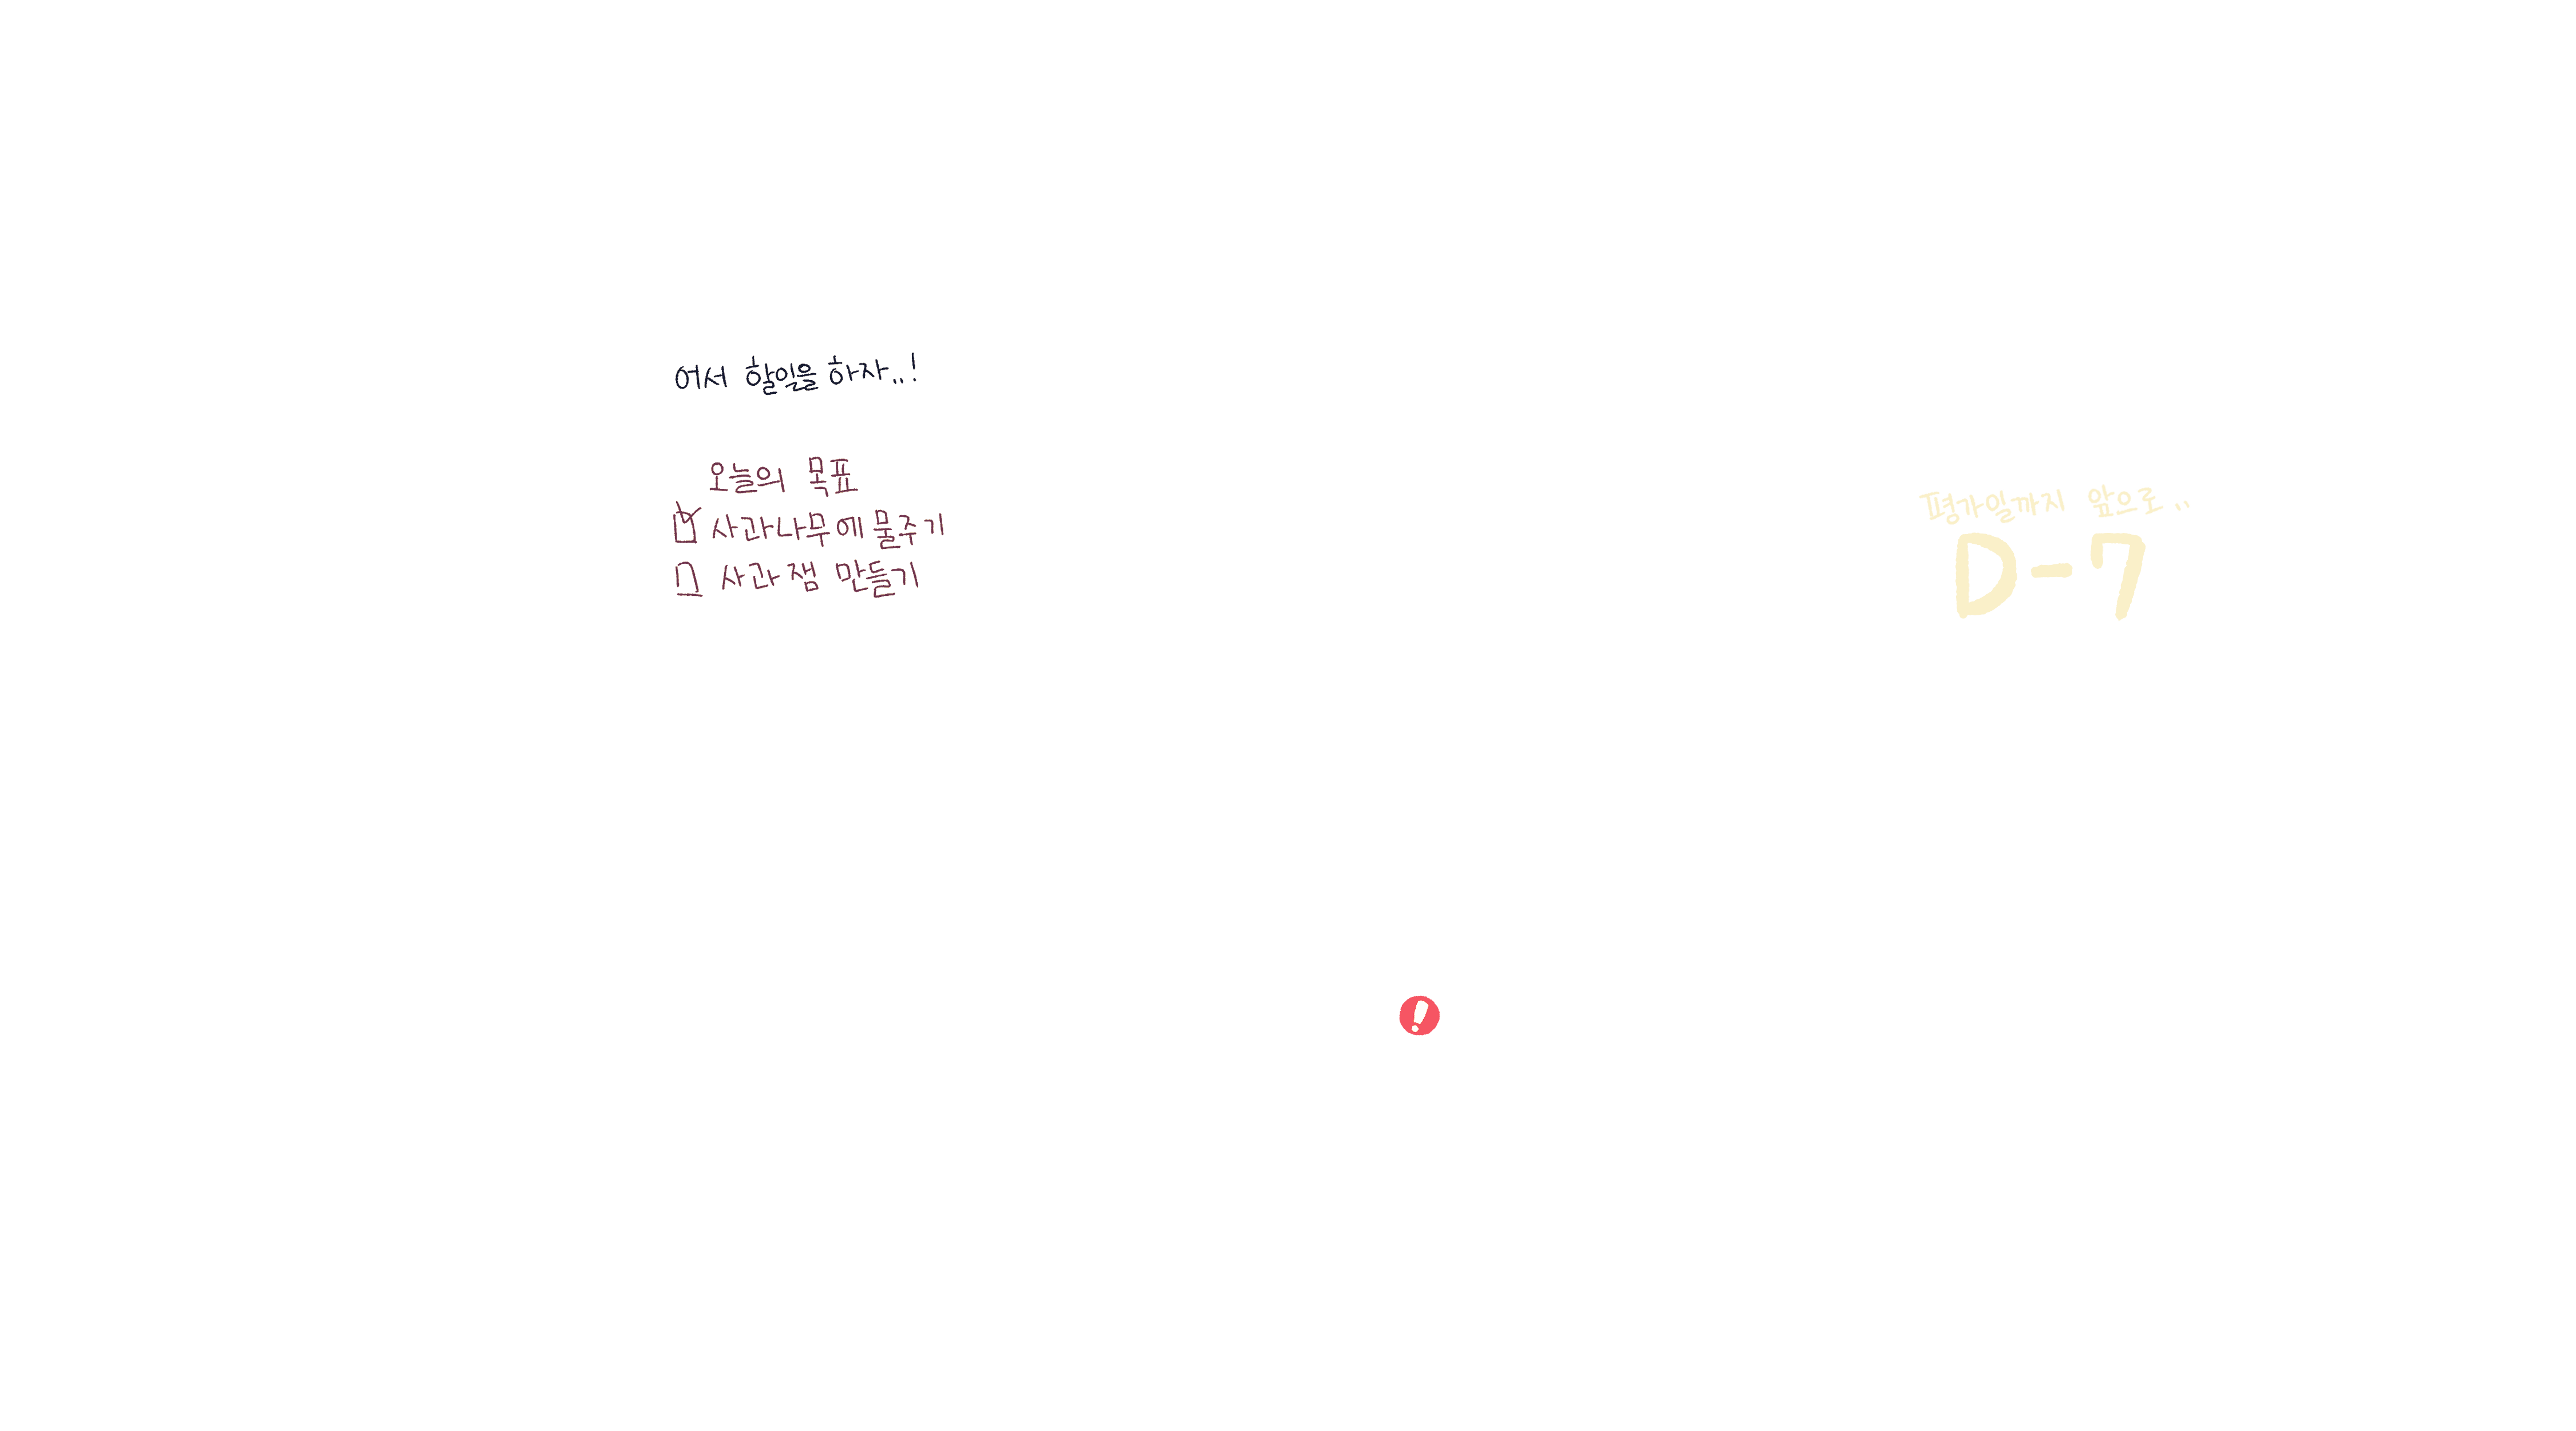 어서 할일을 하자..!
오늘의 목표
사과나무에 물주기
사과잼 만들기
평가일까지 앞으로..
D-7
!